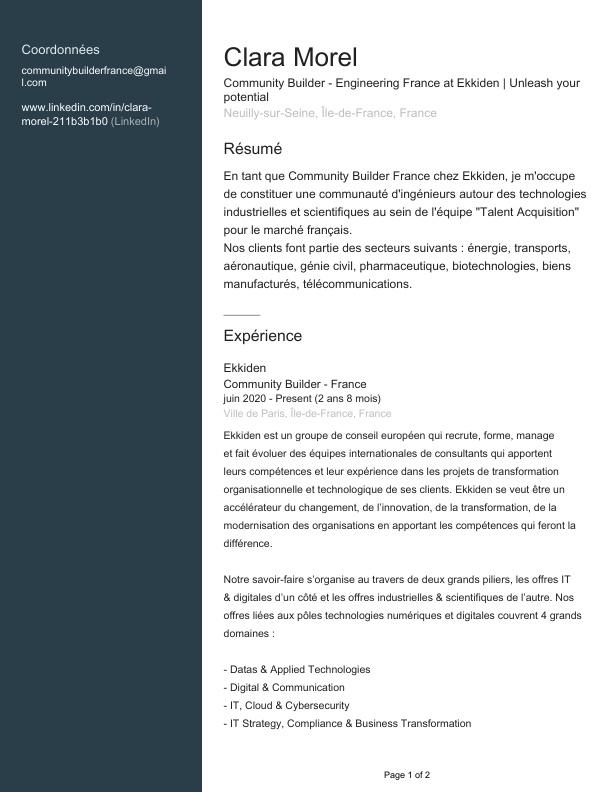 Coordonnées
communitybuilderfrance@gmai
l.com
www.linkedin.com/in/clara-
morel-211b3b1b0 (LinkedIn)
Clara Morel
Community Builder - Engineering France at Ekkiden | Unleash your
potential
Neuilly-sur-Seine, Île-de-France, France
Résumé
En tant que Community Builder France chez Ekkiden, je m'occupe
de constituer une communauté d'ingénieurs autour des technologies
industrielles et scientifiques au sein de l'équipe "Talent Acquisition"
pour le marché français.
Nos clients font partie des secteurs suivants : énergie, transports,
aéronautique, génie civil, pharmaceutique, biotechnologies, biens
manufacturés, télécommunications.
Expérience
Ekkiden
Community Builder - France
juin 2020 - Present (2 ans 8 mois)
Ville de Paris, Île-de-France, France
Ekkiden est un groupe de conseil européen qui recrute, forme, manage
et fait évoluer des équipes internationales de consultants qui apportent
leurs compétences et leur expérience dans les projets de transformation
organisationnelle et technologique de ses clients. Ekkiden se veut être un
accélérateur du changement, de l’innovation, de la transformation, de la
modernisation des organisations en apportant les compétences qui feront la
différence.
Notre savoir-faire s’organise au travers de deux grands piliers, les offres IT
& digitales d’un côté et les offres industrielles & scientifiques de l’autre. Nos
offres liées aux pôles technologies numériques et digitales couvrent 4 grands
domaines :
- Datas & Applied Technologies
- Digital & Communication
- IT, Cloud & Cybersecurity
- IT Strategy, Compliance & Business Transformation
Page 1 of 2